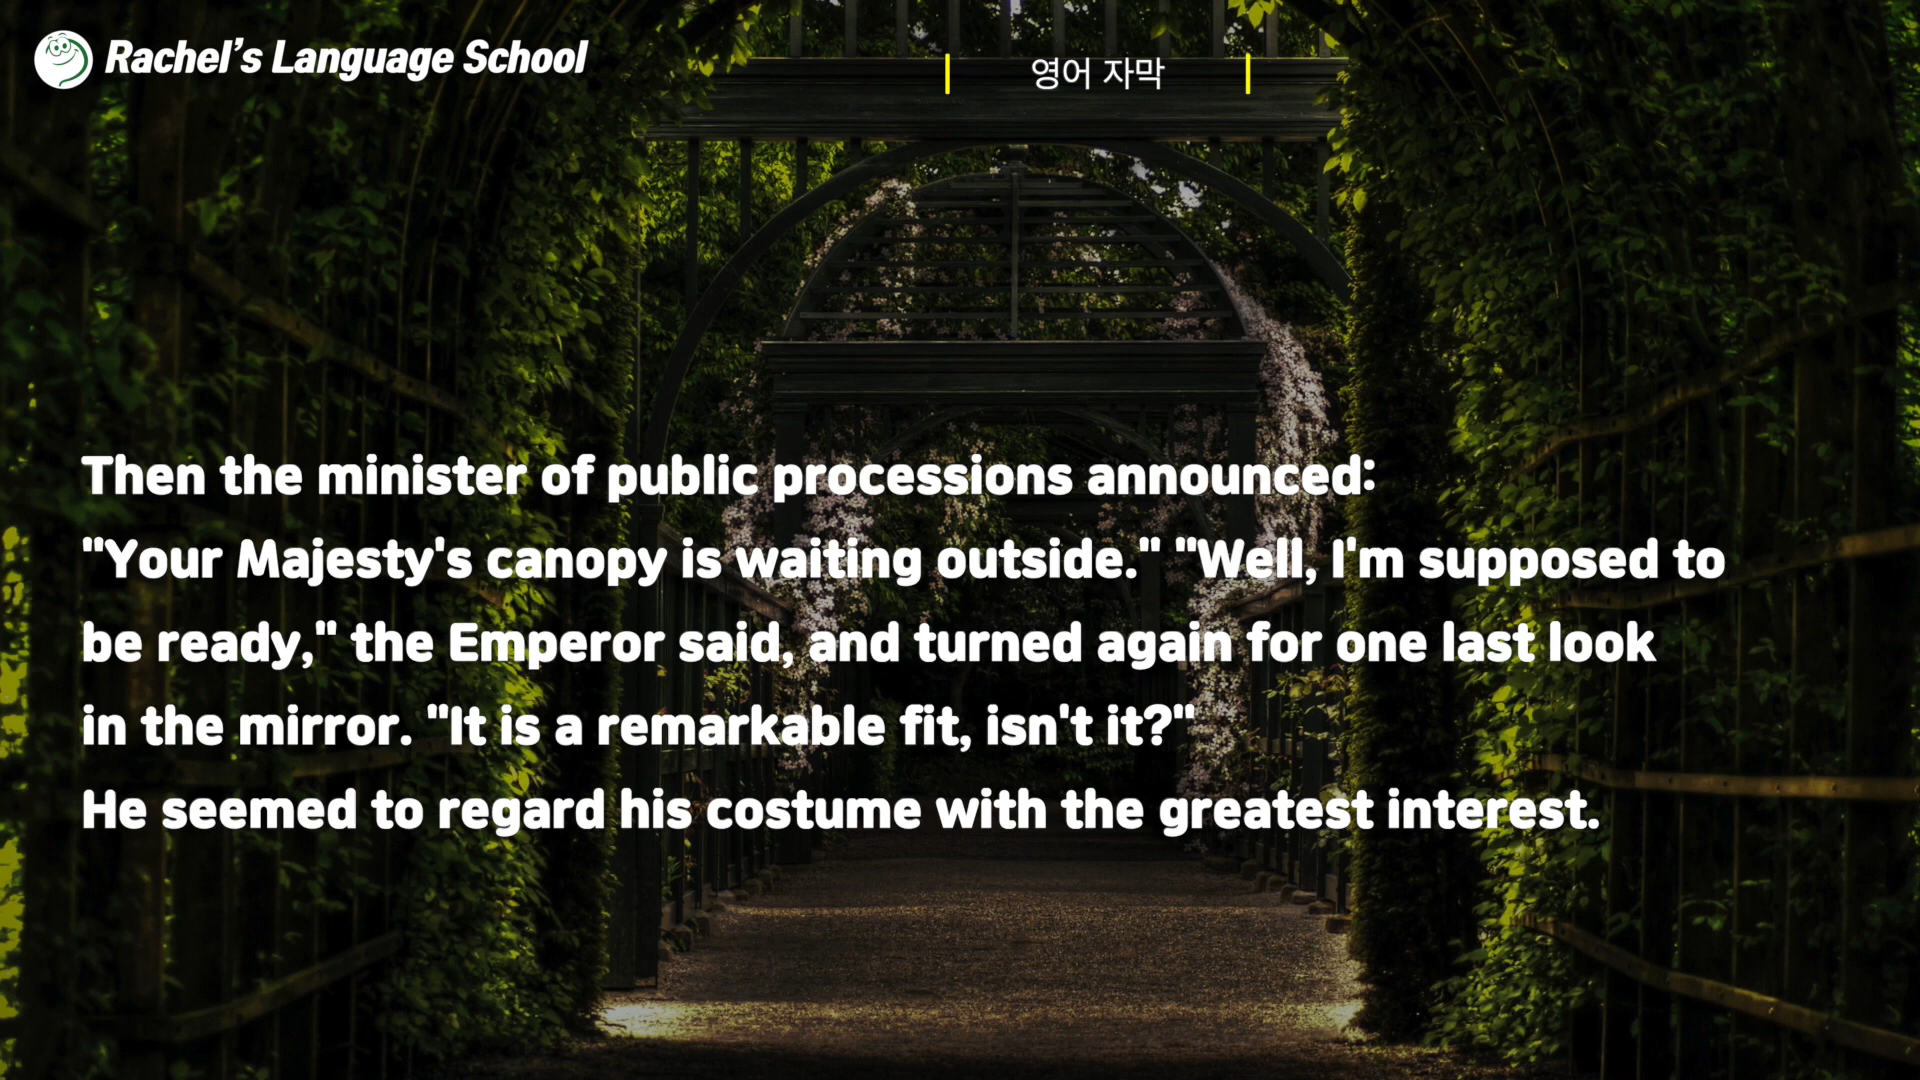 Rachel's Language School
영어 자막
Then the minister of public processions announced:
"Your Majesty's canopy is waiting outside." "Well, I'm supposed to
be ready," the Emperor said, and turned again for one last look
in the mirror. "It is a remarkable fit, isn't it?"
He seemed to regard his costume with the greatest interest.